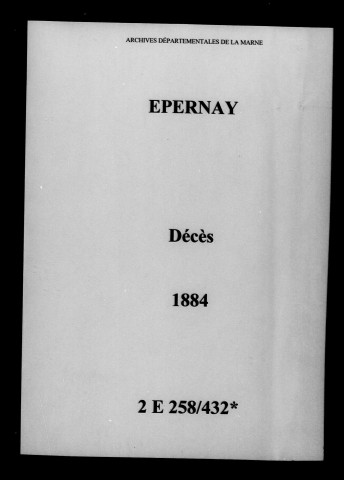 ARCHIVES DÉPARTEMENTALES DE LA MARNE
EPERNAY
Décès
1884
2 E 258/432*